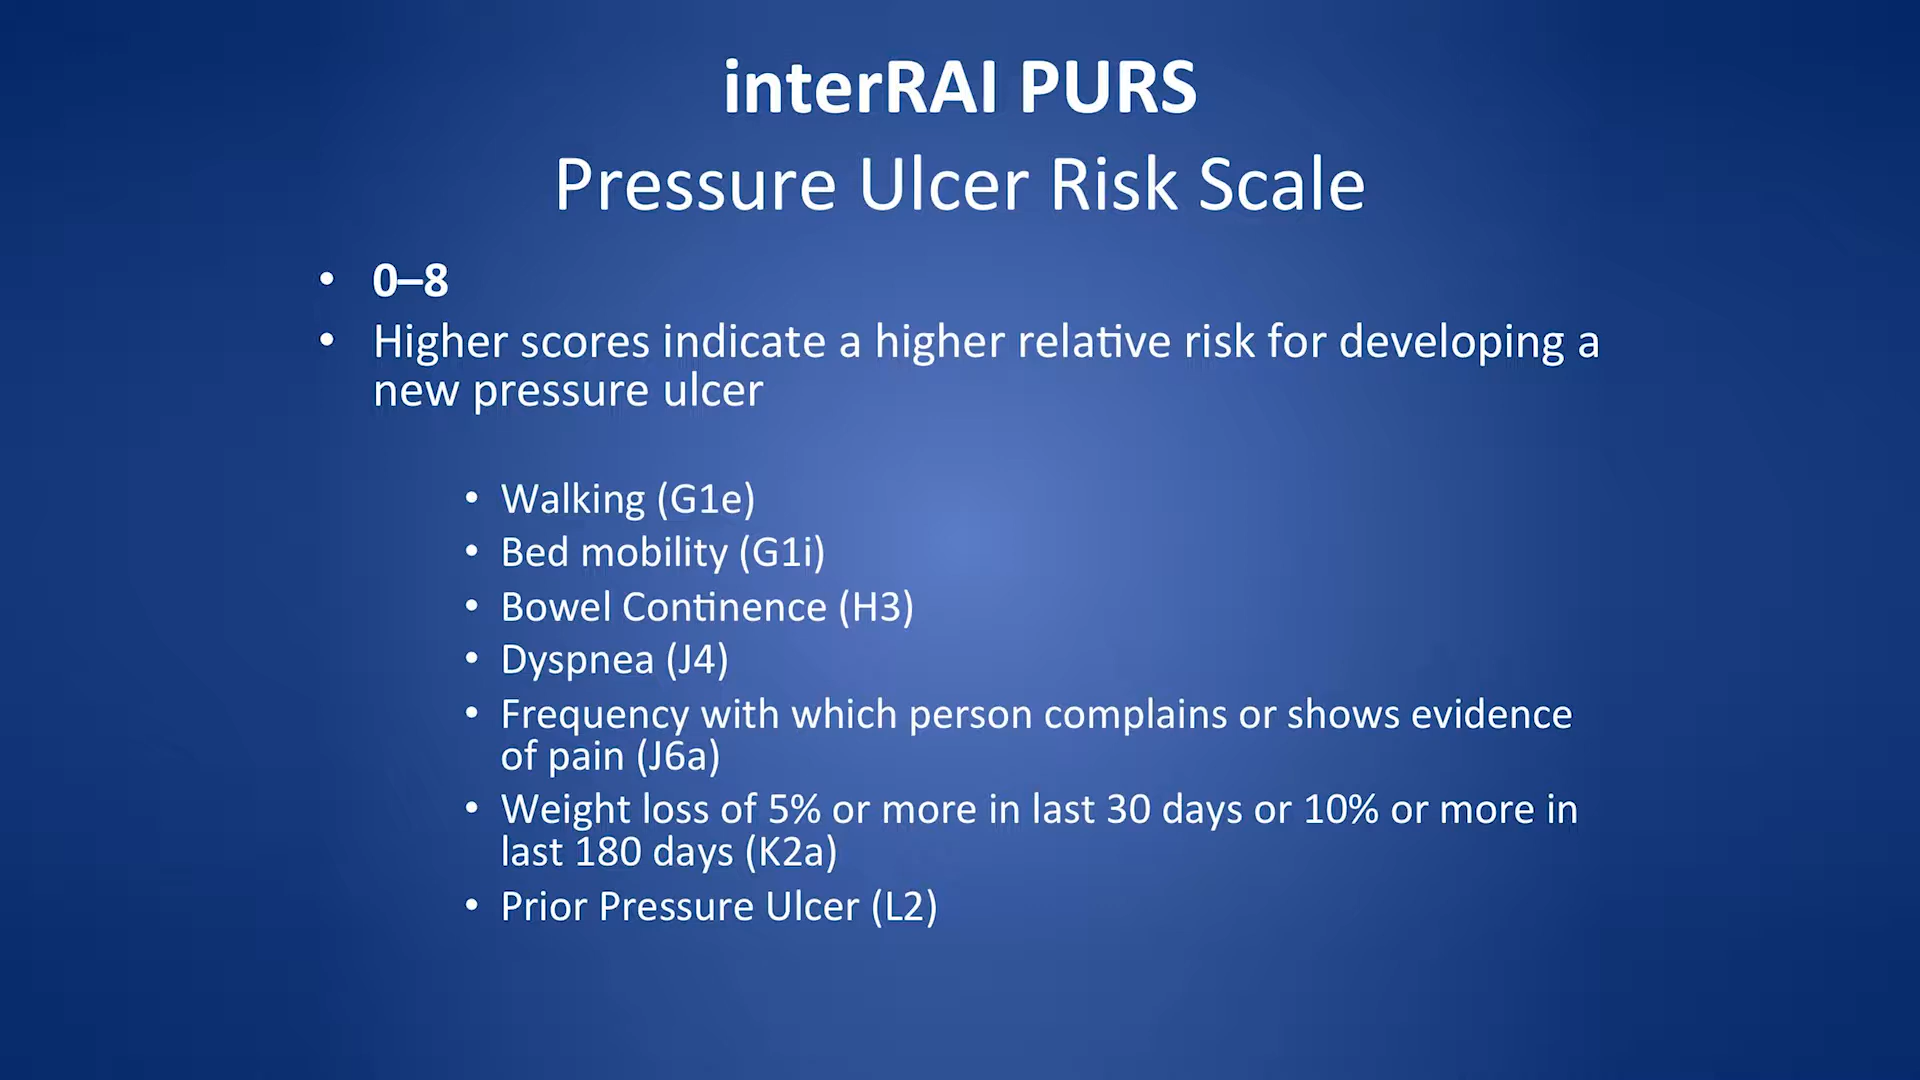 interRAI PURS
Pressure Ulcer Risk Scale
• 0–8
• Higher scores indicate a higher relative risk for developing a
new pressure ulcer
• Walking (G1e)
• Bed mobility (G1i)
• Bowel Continence (H3)
• Dyspnea (J4)
• Frequency with which person complains or shows evidence
of pain (J6a)
• Weight loss of 5% or more in last 30 days or 10% or more in
last 180 days (K2a)
• Prior Pressure Ulcer (L2)